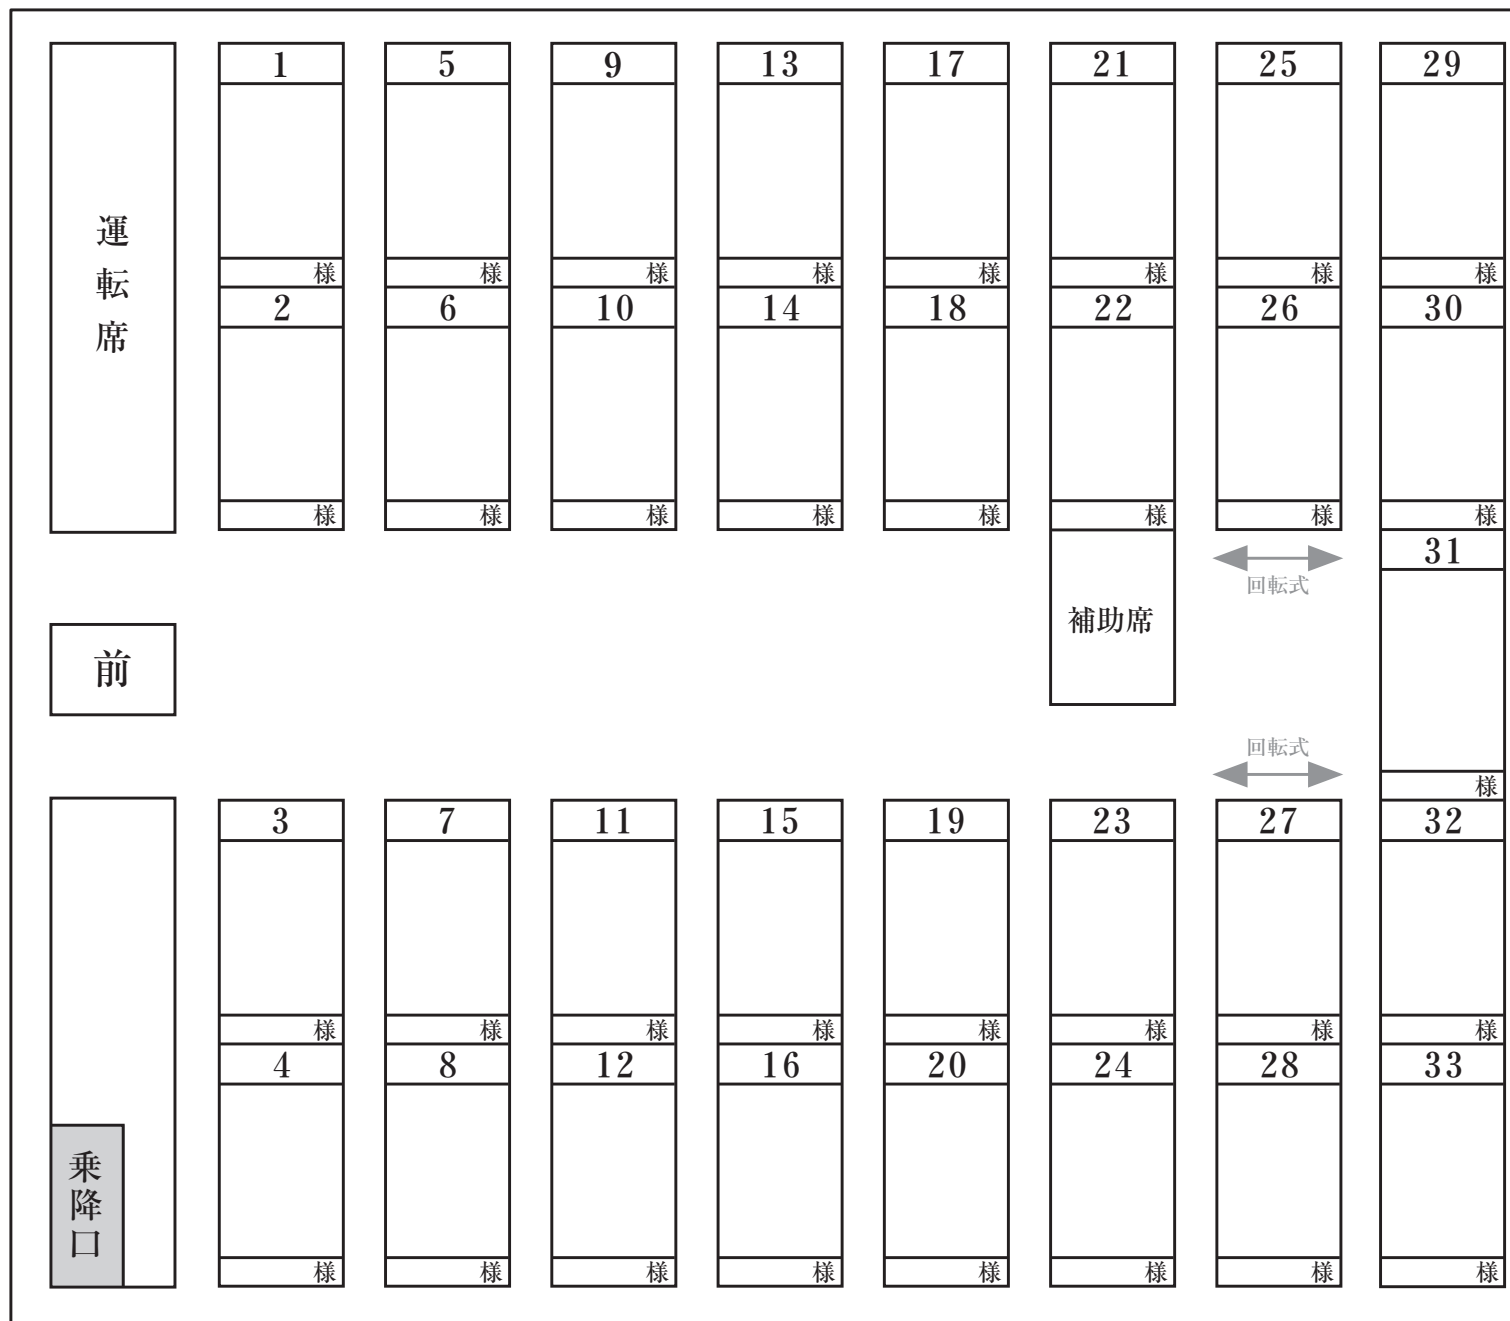 1 5 9 13 17 21 25 29
運転席
様 様 様 様 様 様 様 様
2 6 10 14 18 22 26 30
様 様 様 様 様 様 様 様
31
回転式
補助席
前
回転式
様
3 7 11 15 19 23 27 32
様 様 様 様 様 様 様 様
4 8 12 16 20 24 28 33
乗降口
様 様 様 様 様 様 様 様